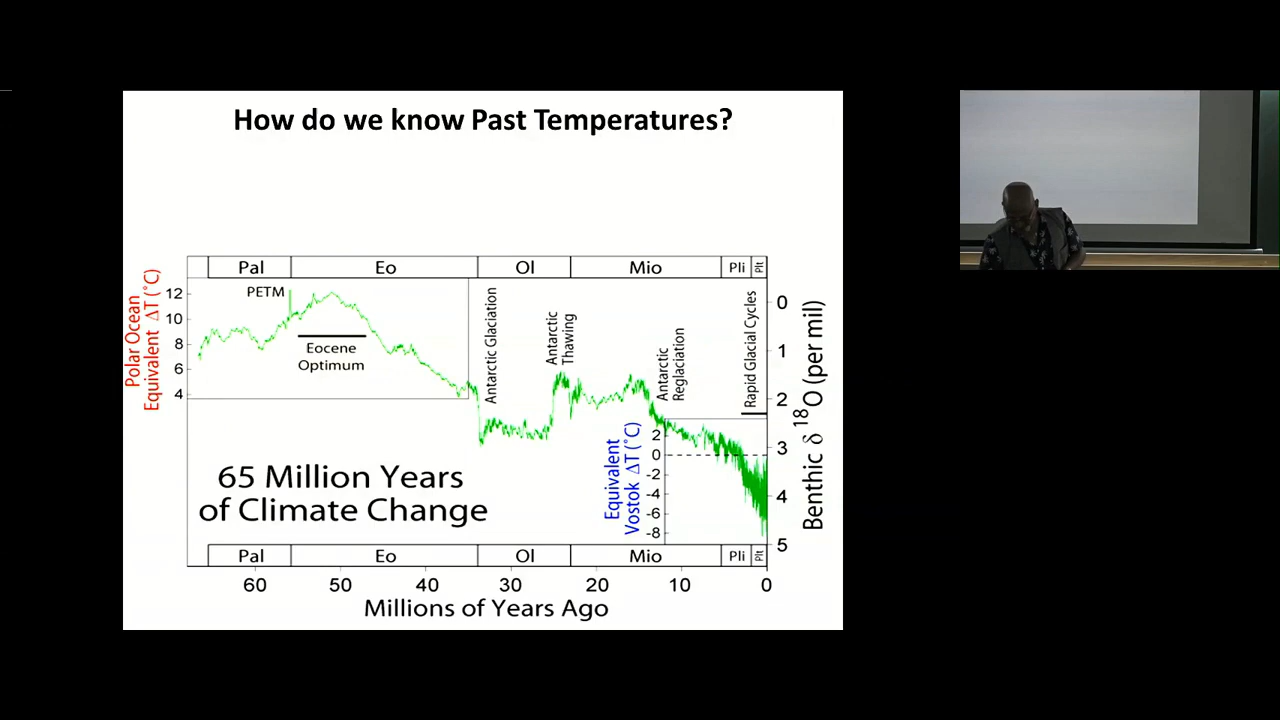 How do we know Past Temperatures?
Pal Eo Ol Mio Pli Plt
Polar Ocean
Equivalent ΔT (°C)
12
10
8
6
4
PETM
Eocene
Optimum
Antarctic Glaciation
Antarctic
Thawing
Antarctic
Reglaciation
Rapid Glacial Cycles
0
1
2
3
4
5
Benthic δ 18O (per mil)
Equivalent
Vostok ΔT (°C)
2
0
-2
-4
-6
-8
65 Million Years
of Climate Change
Pal Eo Ol Mio Pli Plt
60 50 40 30 20 10 0
Millions of Years Ago